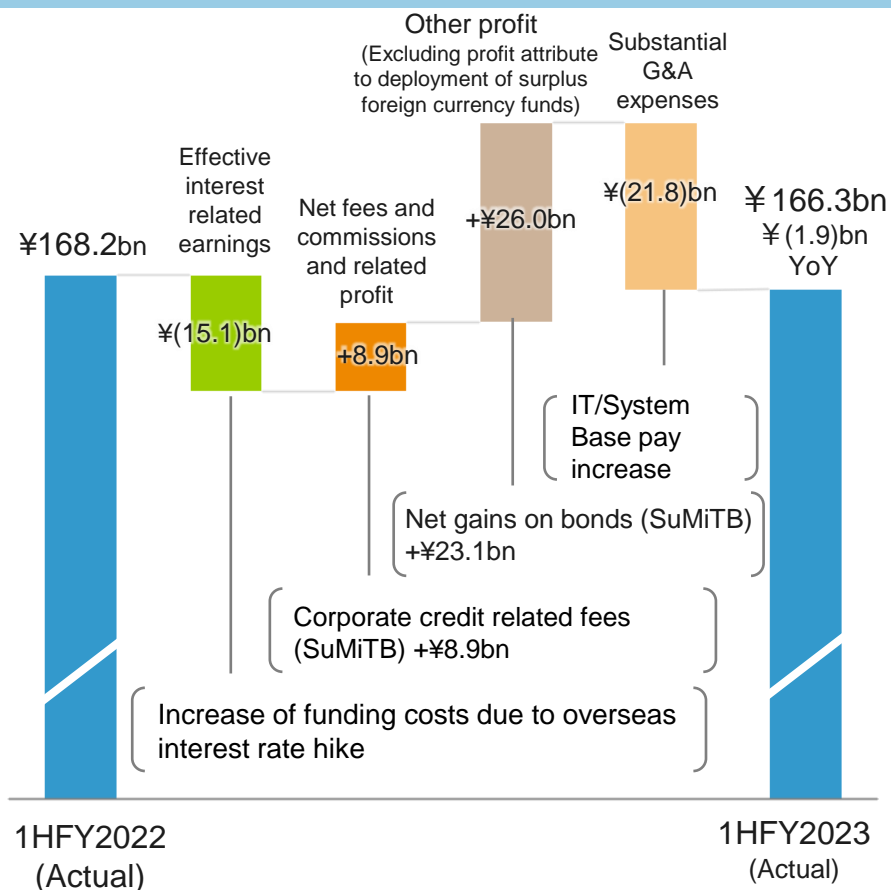 Other profit
(Excluding profit attribute
to deployment of surplus
foreign currency funds)
Substantial
G&A
expenses
Effective
interest
related
earnings
Net fees and
commissions
and related
profit
¥168.2bn
¥(15.1)bn
+8.9bn
+¥26.0bn
¥(21.8)bn
¥ 166.3bn
¥ (1.9)bn
YoY
IT/System
Base pay
increase
Net gains on bonds (SuMiTB)
+¥23.1bn
Corporate credit related fees
(SuMiTB) +¥8.9bn
Increase of funding costs due to overseas
interest rate hike
1HFY2022
(Actual)
1HFY2023
(Actual)